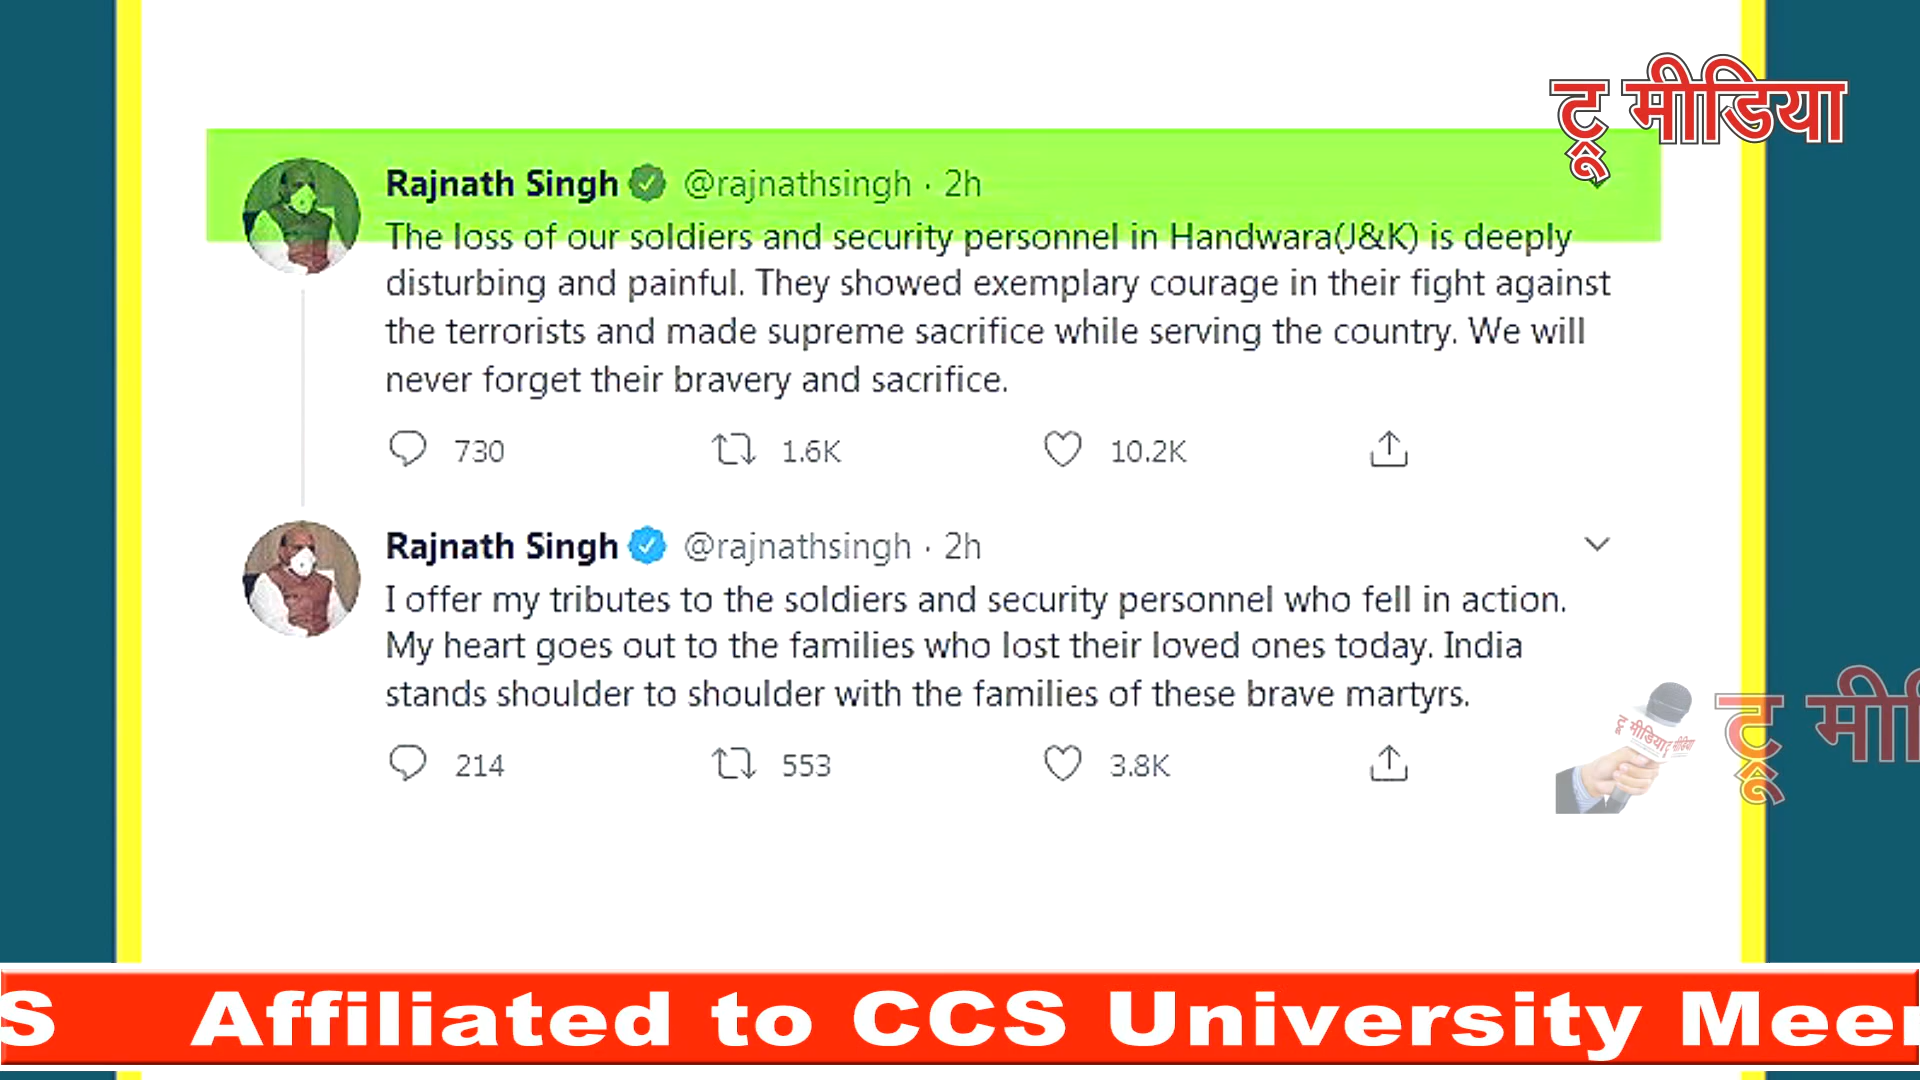 टू मीडिया
Rajnath Singh @rajnathsingh · 2h
The loss of our soldiers and security personnel in Handwara(J&K) is deeply
disturbing and painful. They showed exemplary courage in their fight against
the terrorists and made supreme sacrifice while serving the country. We will
never forget their bravery and sacrifice.
730 1.6K 10.2K
Rajnath Singh @rajnathsingh · 2h
I offer my tributes to the soldiers and security personnel who fell in action.
My heart goes out to the families who lost their loved ones today. India
stands shoulder to shoulder with the families of these brave martyrs.
टू मीडिया टू मीडिया
टू मी
214 553 3.8K
S Affiliated to CCS University Meer